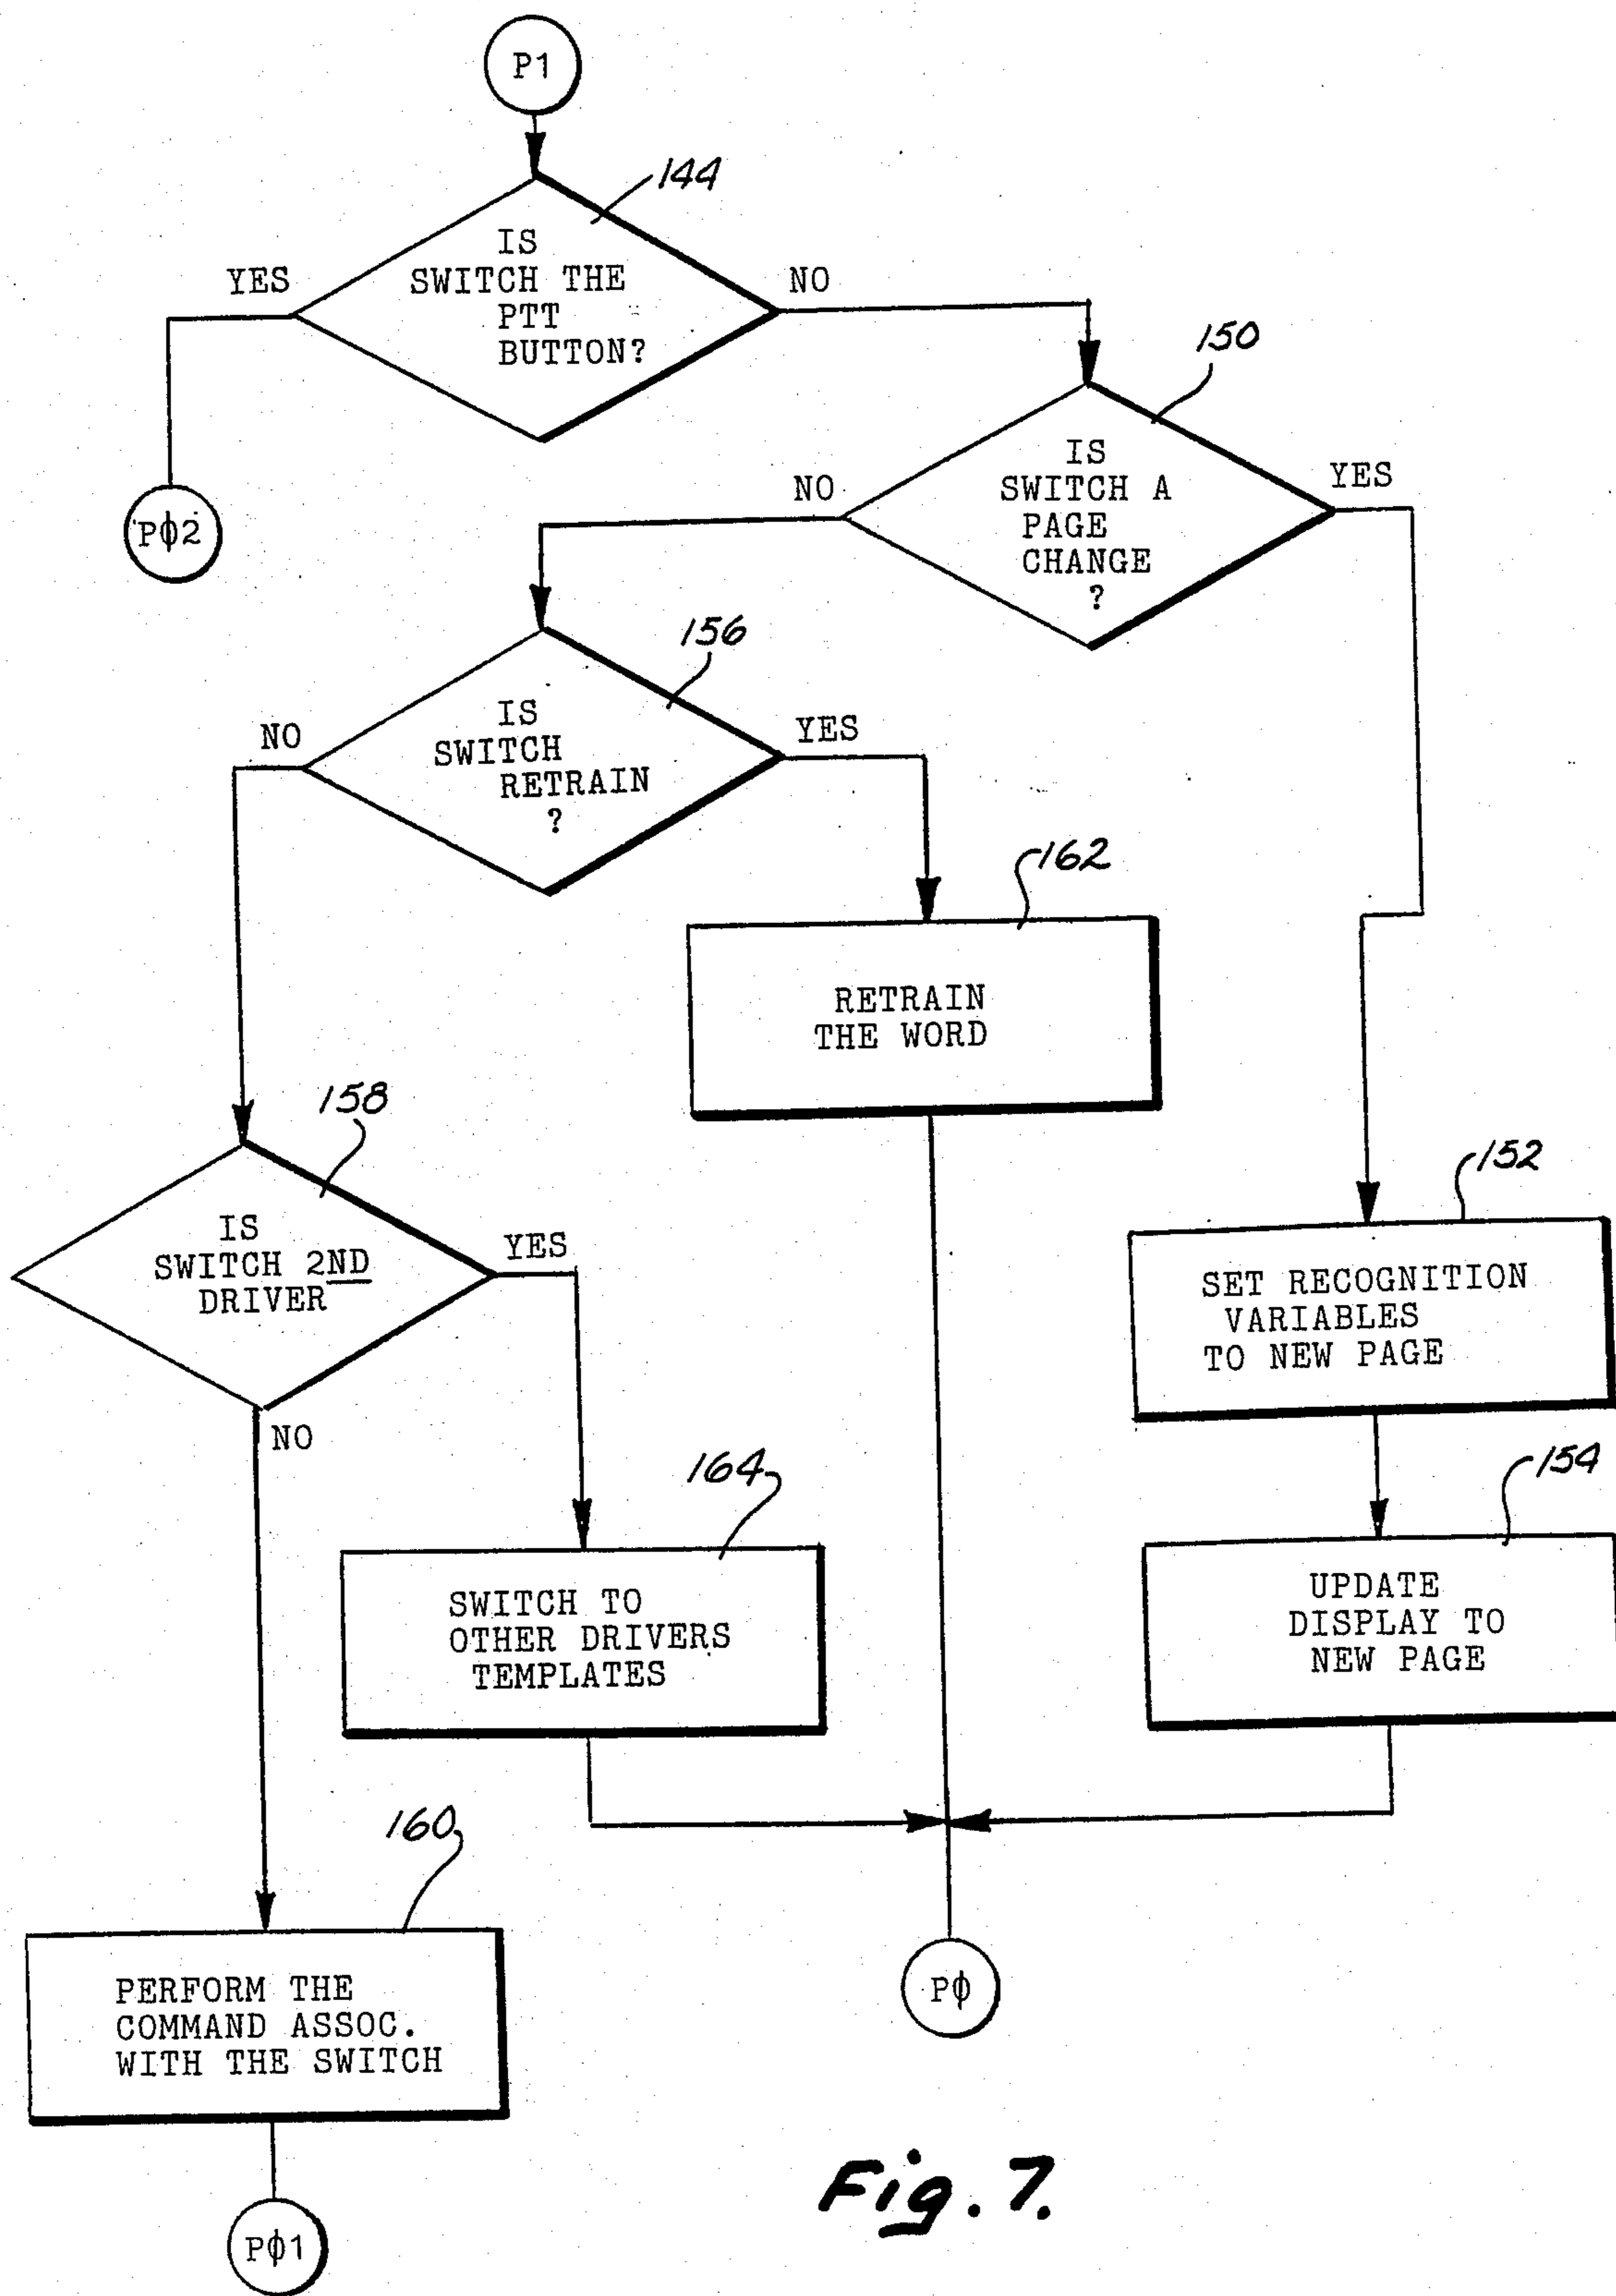 P1
144
IS
SWITCH THE
PTT
BUTTON?
YES
NO
150
Pϕ2
IS
SWITCH A
PAGE
CHANGE
?
NO
YES
156
IS
SWITCH
RETRAIN
?
NO
YES
162
RETRAIN
THE WORD
158
IS
SWITCH 2ND
DRIVER
YES
NO
152
SET RECOGNITION
VARIABLES
TO NEW PAGE
164
SWITCH TO
OTHER DRIVERS
TEMPLATES
154
UPDATE
DISPLAY TO
NEW PAGE
160
PERFORM THE
COMMAND ASSOC.
WITH THE SWITCH
Pϕ
Pϕ1
Fig. 7.